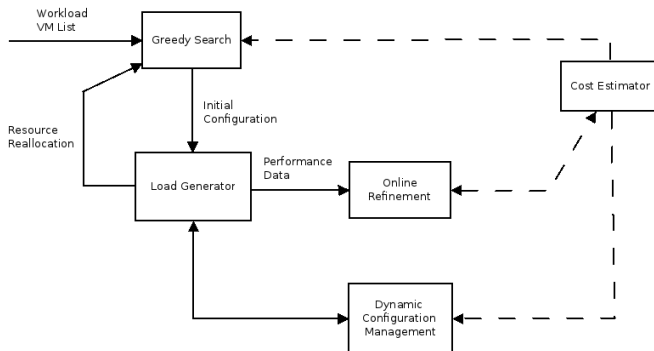 Workload
VM List
Greedy Search
Cost Estimator
Initial
Configuration
Resource
Reallocation
Load Generator
Performance
Data
Online
Refinement
Dynamic
Configuration
Management